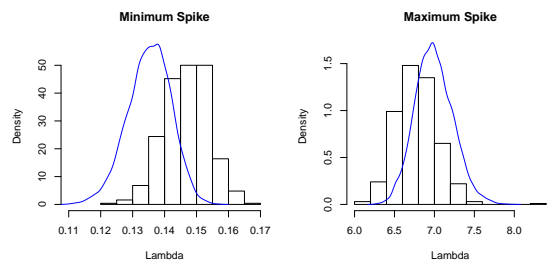 Minimum Spike
Density
0 10 20 30 40 50
0.11 0.12 0.13 0.14 0.15 0.16 0.17
Lambda
Maximum Spike
Density
0.0 0.5 1.0 1.5
6.0 6.5 7.0 7.5 8.0
Lambda